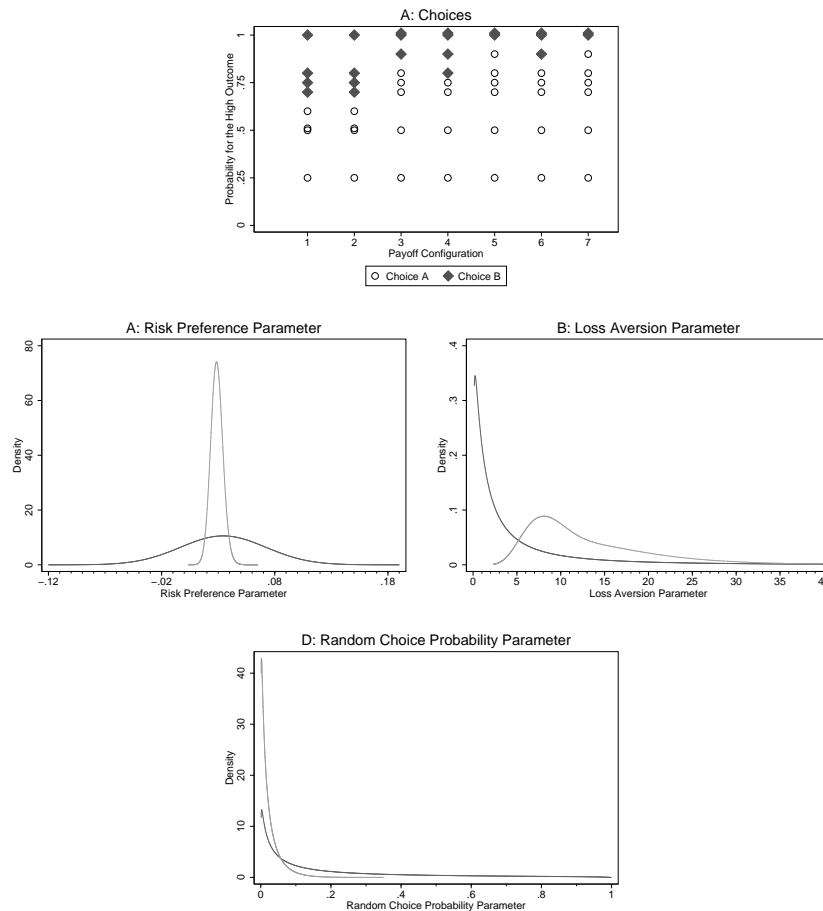 A: Choices
Probability for the High Outcome
1
.75
.5
.25
0
1 2 3 4 5 6 7
Payoff Configuration
Choice A Choice B
A: Risk Preference Parameter
Density
80
60
40
20
0
−.12 −.02 .08 .18
Risk Preference Parameter
B: Loss Aversion Parameter
Density
.4
.3
.2
.1
0
0 5 10 15 20 25 30 35 40
Loss Aversion Parameter
D: Random Choice Probability Parameter
Density
40
30
20
10
0
0 .2 .4 .6 .8 1
Random Choice Probability Parameter